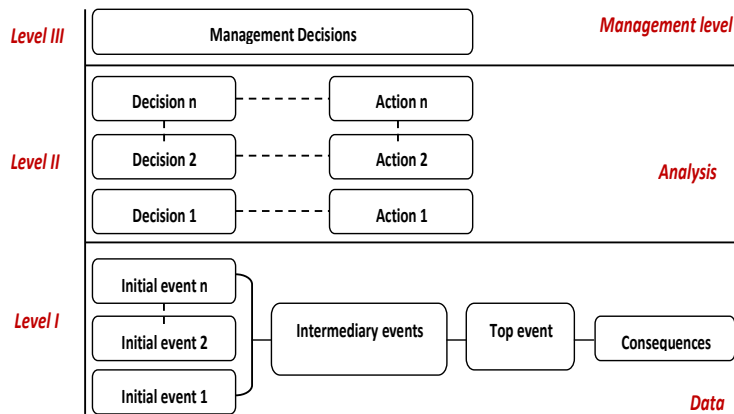 Level III
Management Decisions
Management level
Decision n
Action n
Level II
Decision 2
Action 2
Analysis
Decision 1
Action 1
Initial event n
Level I
Initial event 2
Intermediary events
Top event
Consequences
Initial event 1
Data